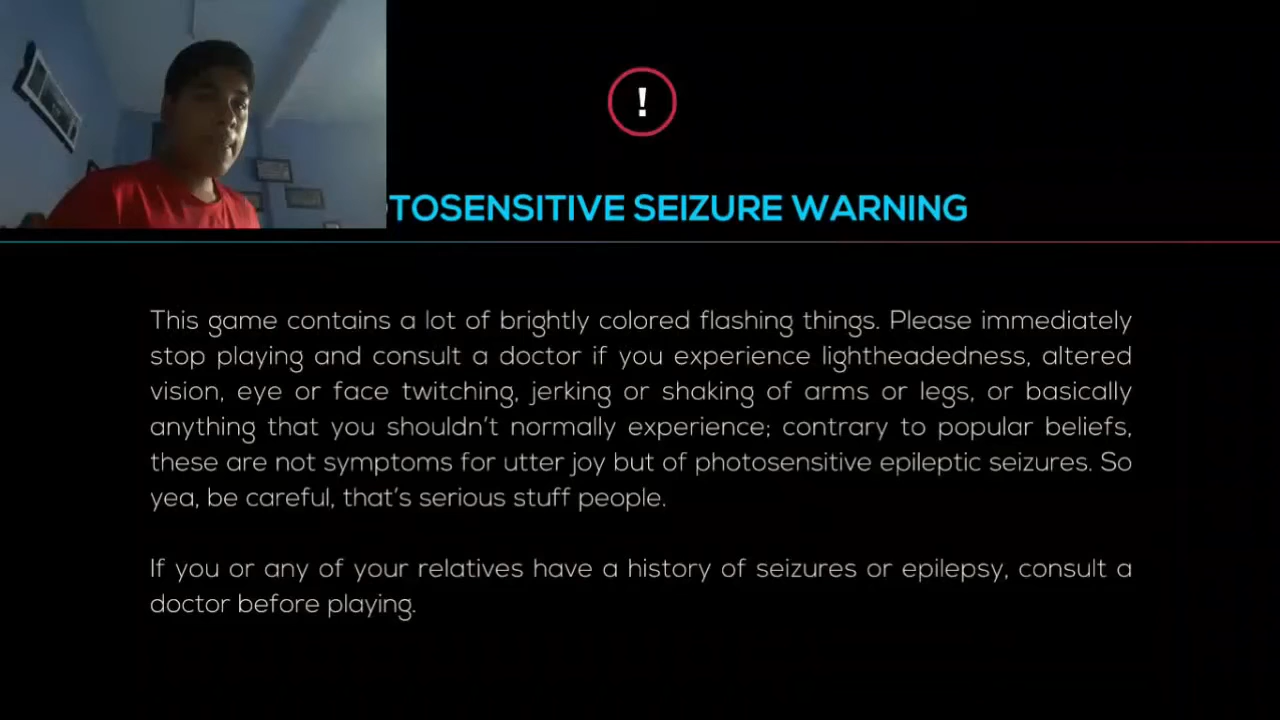 !
TOSENSITIVE SEIZURE WARNING
This game contains a lot of brightly colored flashing things. Please immediately
stop playing and consult a doctor if you experience lightheadedness, altered
vision, eye or face twitching, jerking or shaking of arms or legs, or basically
anything that you shouldn't normally experience; contrary to popular beliefs,
these are not symptoms for utter joy but of photosensitive epileptic seizures. So
yea, be careful, that's serious stuff people.
If you or any of your relatives have a history of seizures or epilepsy, consult a
doctor before playing.